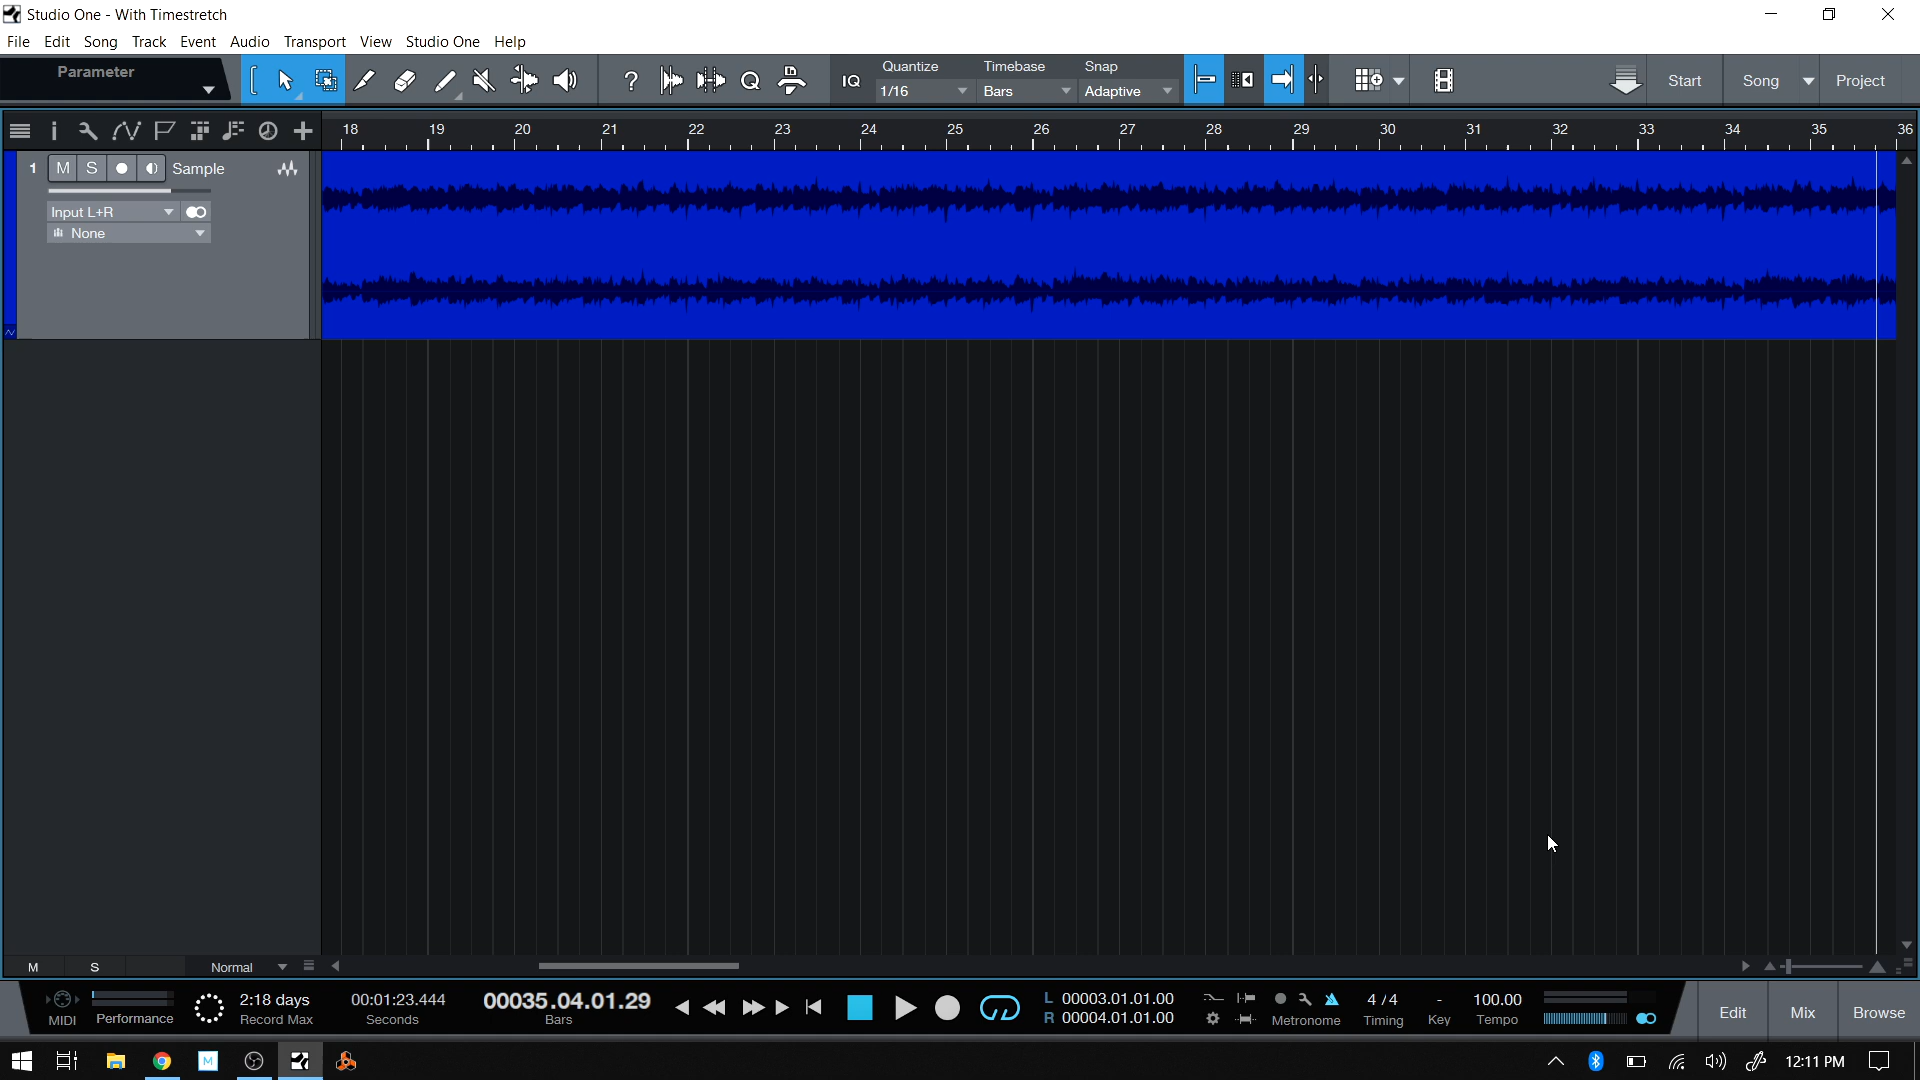 Studio One - With Timestretch
File Edit Song Track Event Audio Transport View Studio One Help
Parameter
? IQ
Quantize Timebase Snap
1/16 Bars Adaptive
Start Song Project
18 19 20 21 22 23 24 25 26 27 28 29 30 31 32 33 34 35 36
1 M S Sample
Input L+R
None
M S Normal
MIDI Performance
2:18 days
Record Max
00:01:23.444
Seconds
00035.04.01.29
Bars
L 00003.01.01.00
R 00004.01.01.00
Metronome
4 / 4
Timing
-
Key
100.00
Tempo
Edit Mix Browse
M
12:11 PM